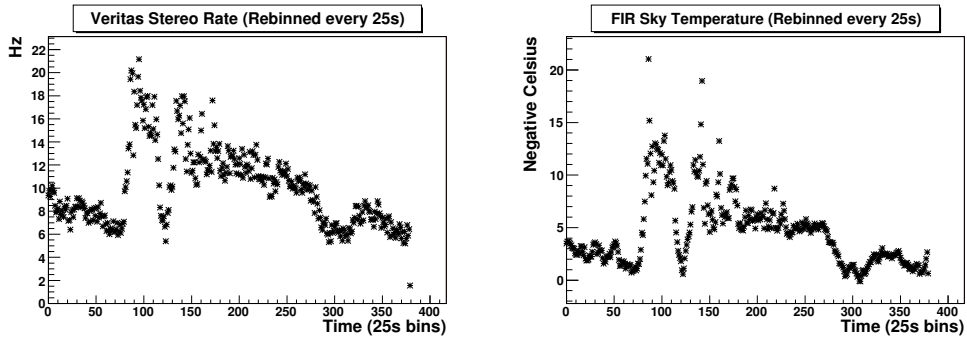 Veritas Stereo Rate (Rebinned every 25s)
Hz
22
20
18
16
14
12
10
8
6
4
2
0
0 50 100 150 200 250 300 350 400
Time (25s bins)
FIR Sky Temperature (Rebinned every 25s)
Negative Celsius
20
15
10
5
0
0 50 100 150 200 250 300 350 400
Time (25s bins)